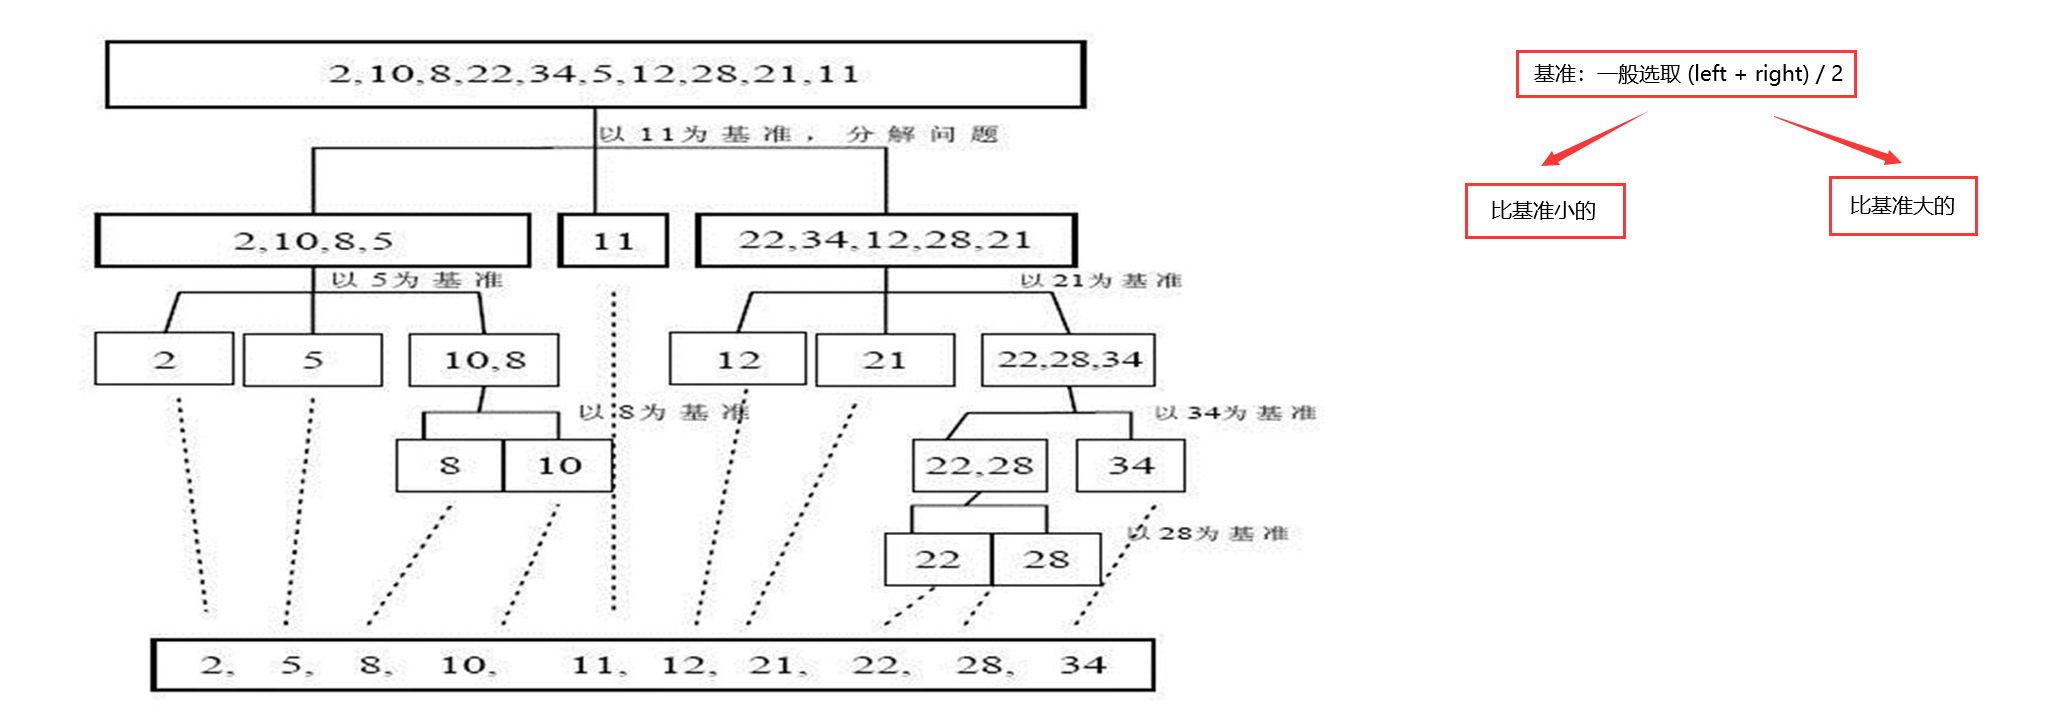 2,10,8,22,34,5,12,28,21,11
以11为基准，分解问题
2,10,8,5
11
22,34,12,28,21
以5为基准
以21为基准
2
5
10,8
12
21
22,28,34
以8为基准
以34为基准
8
10
22,28
34
以28为基准
22
28
2, 5, 8, 10, 11, 12, 21, 22, 28, 34
基准：一般选取 (left + right) / 2
比基准小的
比基准大的